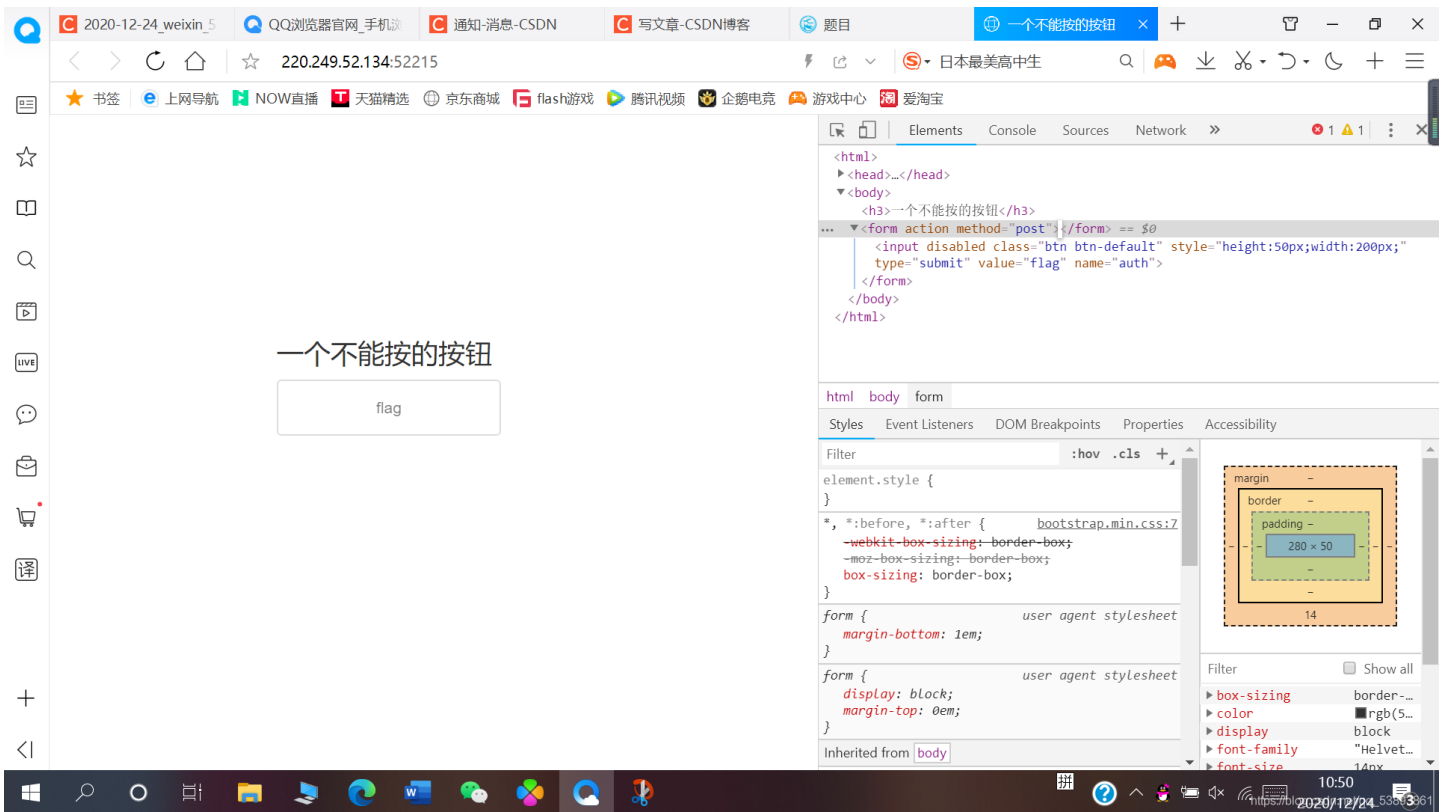 2020-12-24_weixin_5
QQ浏览器官网_手机浏
通知-消息-CSDN
写文章-CSDN博客
题目
一个不能按的按钮
220.249.52.134:52215
日本最美高中生
书签
上网导航
NOW直播
天猫精选
京东商城
flash游戏
腾讯视频
企鹅电竞
游戏中心
爱淘宝
LIVE
译
一个不能按的按钮
flag
Elements Console Sources Network » 1 1
<html>
<head>…</head>
<body>
<h3>一个不能按的按钮</h3>
… <form action method="post"></form> == $0
<input disabled class="btn btn-default" style="height:50px;width:200px;"
type="submit" value="flag" name="auth">
</form>
</body>
</html>
html body form
Styles Event Listeners DOM Breakpoints Properties Accessibility
Filter :hov .cls +
element.style {
}
*, *:before, *:after { bootstrap.min.css:7
-webkit-box-sizing: border-box;
-moz-box-sizing: border-box;
box-sizing: border-box;
}
form { user agent stylesheet
margin-bottom: 1em;
}
form { user agent stylesheet
display: block;
margin-top: 0em;
}
Inherited from body
margin –
border –
padding –
– – – 280 × 50 – – –
–
–
14
Filter Show all
box-sizing border-…
color rgb(5…
display block
font-family "Helvet…
font-size 14px
拼
10:50
2020/12/24
3